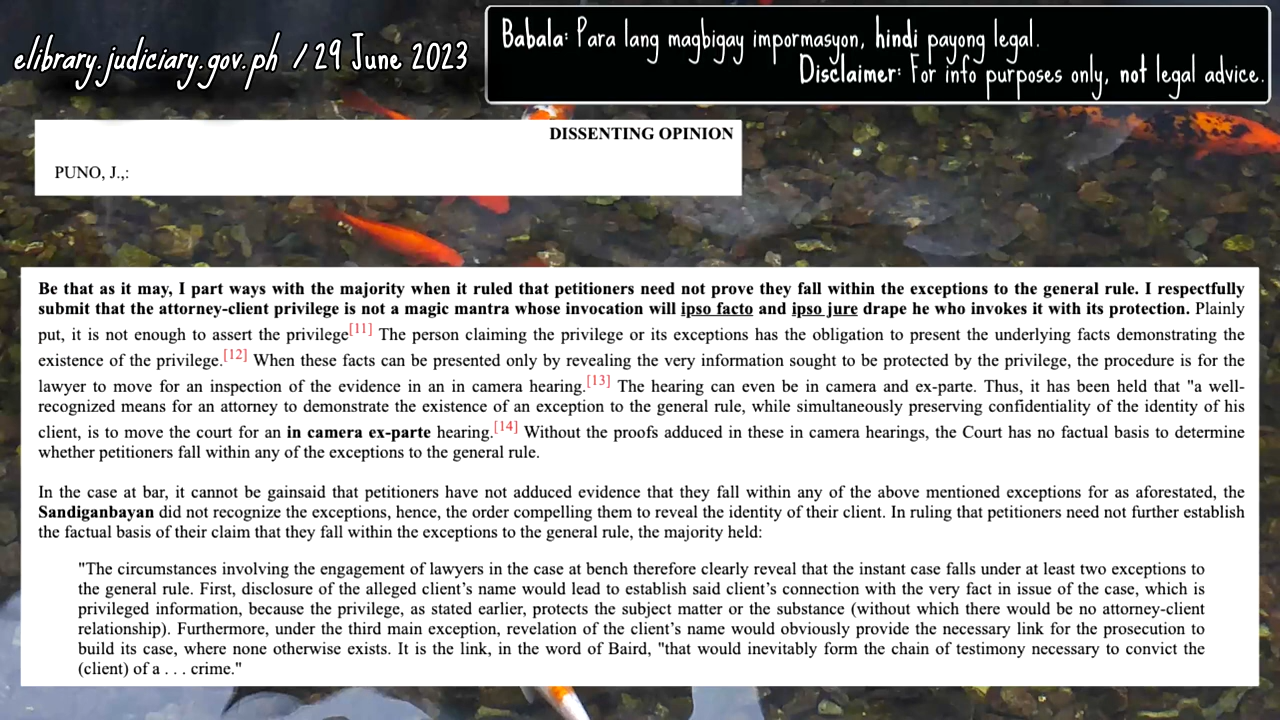 elibrary.judiciary.gov.ph / 29 June 2023
Babala: Para lang magbigay impormasyon, hindi payong legal.
Disclaimer: For info purposes only, not legal advice.
DISSENTING OPINION
PUNO, J.,:
Be that as it may, I part ways with the majority when it ruled that petitioners need not prove they fall within the exceptions to the general rule. I respectfully
submit that the attorney-client privilege is not a magic mantra whose invocation will ipso facto and ipso jure drape he who invokes it with its protection. Plainly
put, it is not enough to assert the privilege[11] The person claiming the privilege or its exceptions has the obligation to present the underlying facts demonstrating the
existence of the privilege.[12] When these facts can be presented only by revealing the very information sought to be protected by the privilege, the procedure is for the
lawyer to move for an inspection of the evidence in an in camera hearing.[13] The hearing can even be in camera and ex-parte. Thus, it has been held that "a well-
recognized means for an attorney to demonstrate the existence of an exception to the general rule, while simultaneously preserving confidentiality of the identity of his
client, is to move the court for an in camera ex-parte hearing.[14] Without the proofs adduced in these in camera hearings, the Court has no factual basis to determine
whether petitioners fall within any of the exceptions to the general rule.
In the case at bar, it cannot be gainsaid that petitioners have not adduced evidence that they fall within any of the above mentioned exceptions for as aforestated, the
Sandiganbayan did not recognize the exceptions, hence, the order compelling them to reveal the identity of their client. In ruling that petitioners need not further establish
the factual basis of their claim that they fall within the exceptions to the general rule, the majority held:
"The circumstances involving the engagement of lawyers in the case at bench therefore clearly reveal that the instant case falls under at least two exceptions to
the general rule. First, disclosure of the alleged client's name would lead to establish said client's connection with the very fact in issue of the case, which is
privileged information, because the privilege, as stated earlier, protects the subject matter or the substance (without which there would be no attorney-client
relationship). Furthermore, under the third main exception, revelation of the client's name would obviously provide the necessary link for the prosecution to
build its case, where none otherwise exists. It is the link, in the word of Baird, "that would inevitably form the chain of testimony necessary to convict the
(client) of a . . . crime."